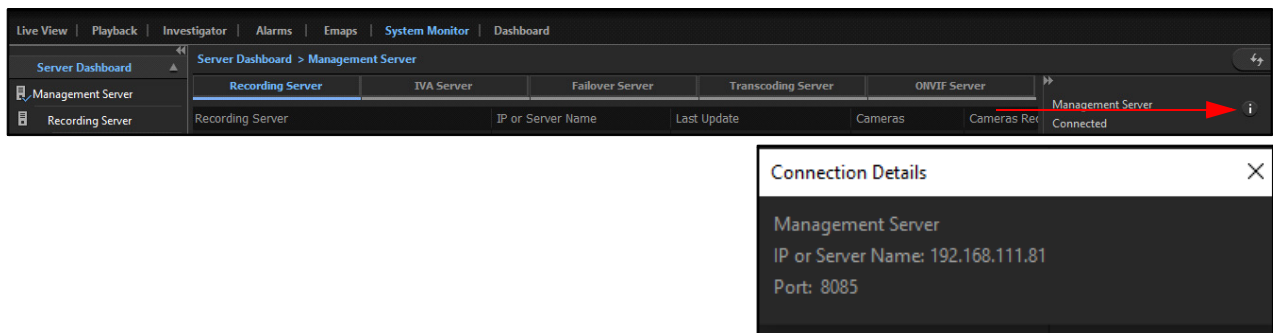 Live View | Playback | Investigator | Alarms | Emaps | System Monitor | Dashboard
Server Dashboard
Server Dashboard > Management Server
Management Server
Recording Server
Recording Server IVA Server Failover Server Transcoding Server ONVIF Server
Recording Server IP or Server Name Last Update Cameras Cameras Rec
Management Server
Connected
i
Connection Details
Management Server
IP or Server Name: 192.168.111.81
Port: 8085